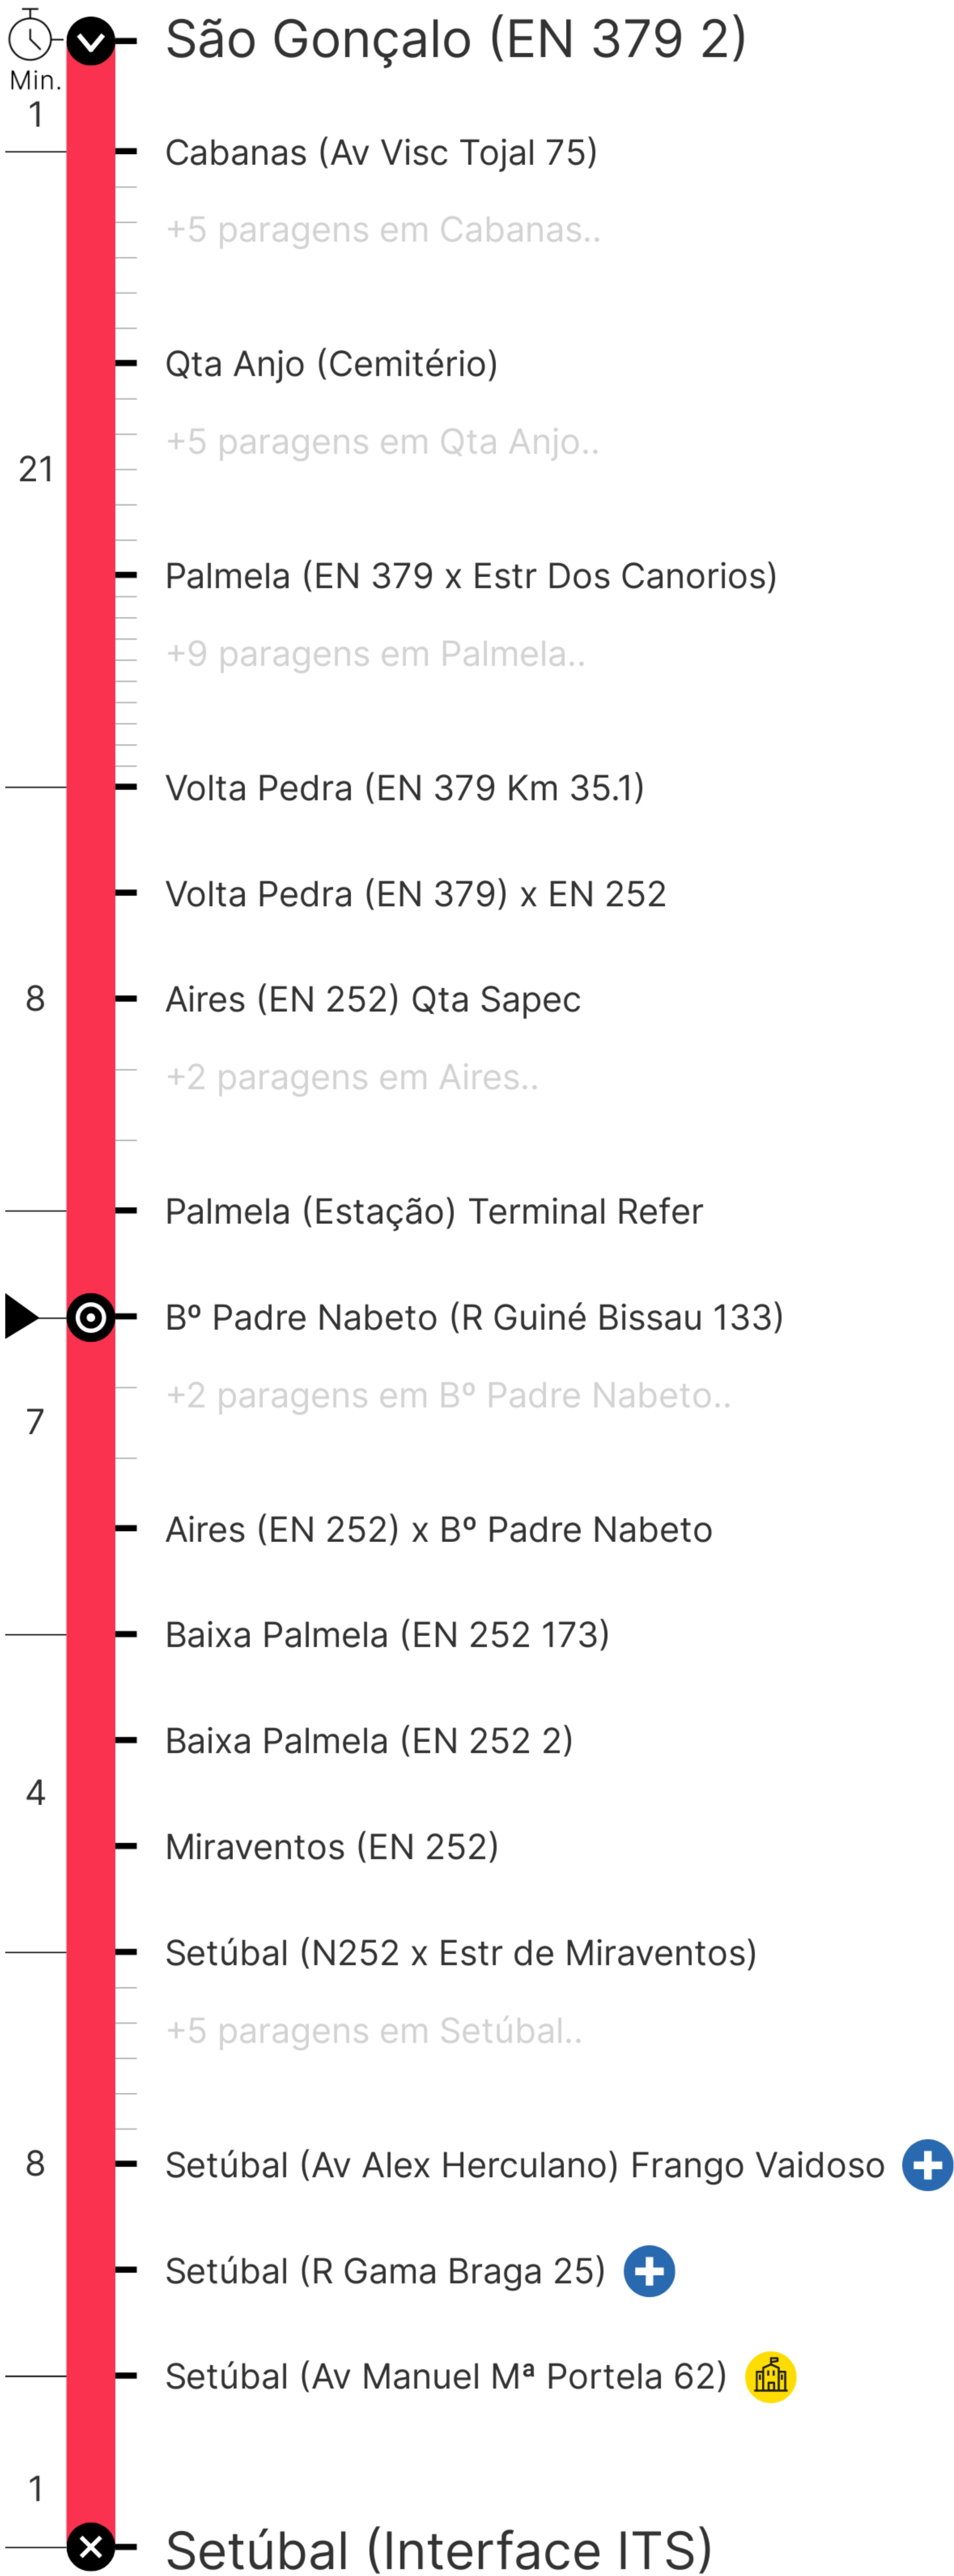 São Gonçalo (EN 379 2)
Min.
1
Cabanas (Av Visc Tojal 75)
+5 paragens em Cabanas..
Qta Anjo (Cemitério)
+5 paragens em Qta Anjo..
21
Palmela (EN 379 x Estr Dos Canorios)
+9 paragens em Palmela..
Volta Pedra (EN 379 Km 35.1)
Volta Pedra (EN 379) x EN 252
8
Aires (EN 252) Qta Sapec
+2 paragens em Aires..
Palmela (Estação) Terminal Refer
Bº Padre Nabeto (R Guiné Bissau 133)
+2 paragens em Bº Padre Nabeto..
7
Aires (EN 252) x Bº Padre Nabeto
Baixa Palmela (EN 252 173)
Baixa Palmela (EN 252 2)
4
Miraventos (EN 252)
Setúbal (N252 x Estr de Miraventos)
+5 paragens em Setúbal..
8
Setúbal (Av Alex Herculano) Frango Vaidoso
Setúbal (R Gama Braga 25)
Setúbal (Av Manuel Mª Portela 62)
1
Setúbal (Interface ITS)